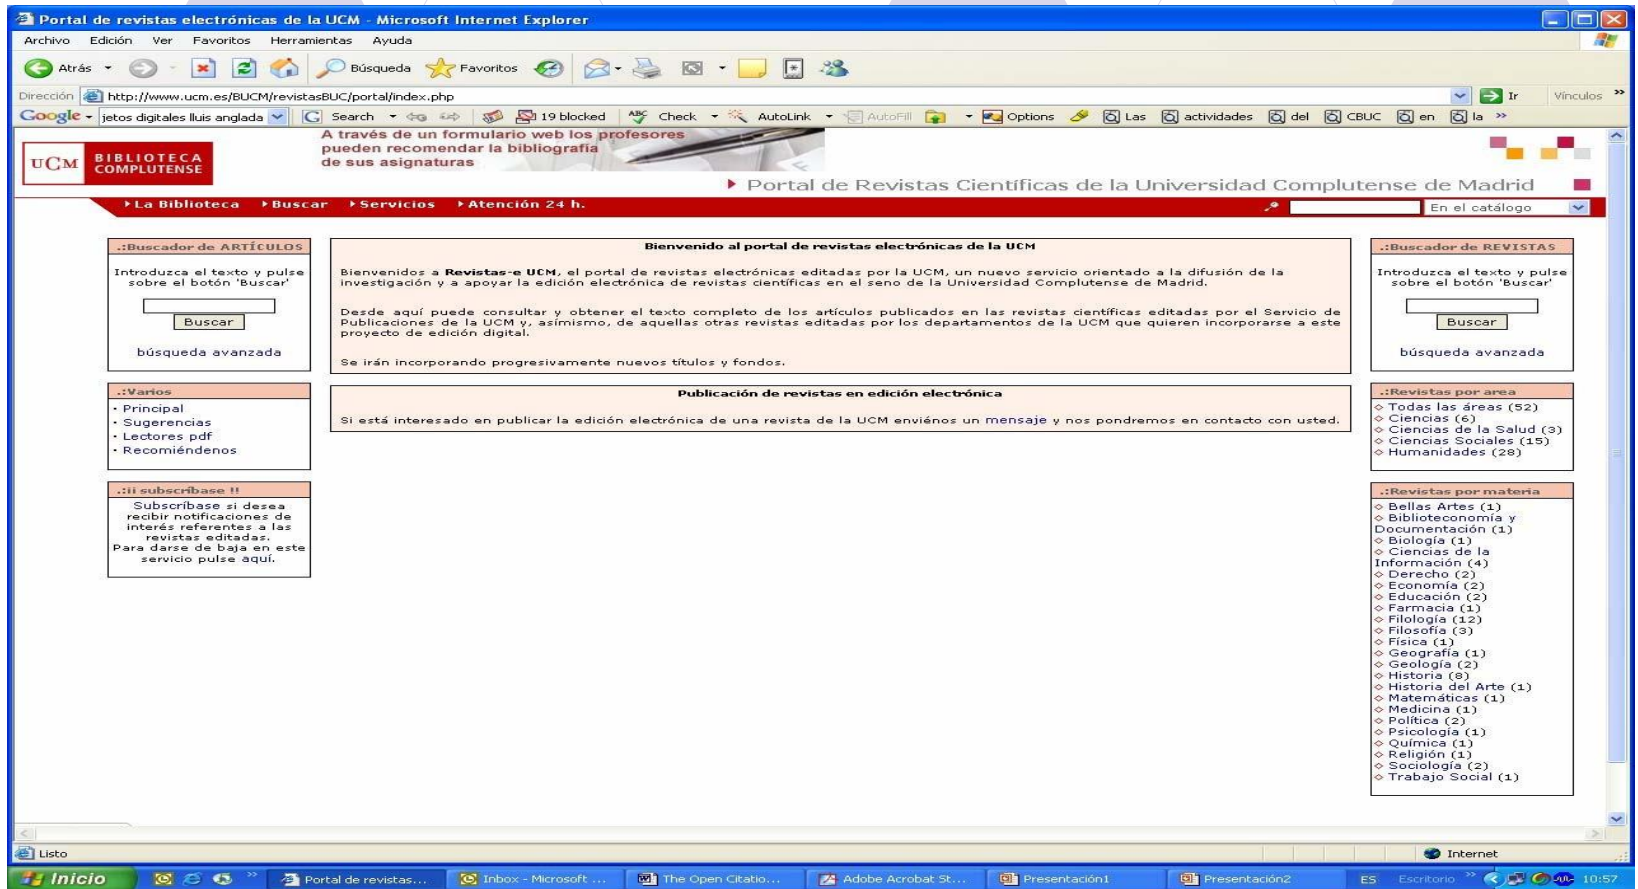 Portal de revistas electrónicas de la UCM - Microsoft Internet Explorer
Archivo Edición Ver Favoritos Herramientas Ayuda
Atrás Búsqueda Favoritos
Dirección http://www.ucm.es/BUCM/revistasBUC/portal/index.php Ir Vínculos »
Google jetos digitales lluis anglada G Search 19 blocked ABC Check AutoLink AutoFill Options Las actividades del CBUC en la »
UCM BIBLIOTECA
COMPLUTENSE
A través de un formulario web los profesores
pueden recomendar la bibliografía
de sus asignaturas
Portal de Revistas Científicas de la Universidad Complutense de Madrid
La Biblioteca Buscar Servicios Atención 24 h. En el catálogo
.:Buscador de ARTÍCULOS
Introduzca el texto y pulse
sobre el botón 'Buscar'
Buscar
búsqueda avanzada
.:Varios
· Principal
· Sugerencias
· Lectores pdf
· Recomiéndenos
.:¡¡ subscríbase !!
Subscríbase si desea
recibir notificaciones de
interés referentes a las
revistas editadas.
Para darse de baja en este
servicio pulse aquí.
Bienvenido al portal de revistas electrónicas de la UCM
Bienvenidos a Revistas-e UCM, el portal de revistas electrónicas editadas por la UCM, un nuevo servicio orientado a la difusión de la
investigación y a apoyar la edición electrónica de revistas científicas en el seno de la Universidad Complutense de Madrid.
Desde aquí puede consultar y obtener el texto completo de los artículos publicados en las revistas científicas editadas por el Servicio de
Publicaciones de la UCM y, asímismo, de aquellas otras revistas editadas por los departamentos de la UCM que quieren incorporarse a este
proyecto de edición digital.
Se irán incorporando progresivamente nuevos títulos y fondos.
Publicación de revistas en edición electrónica
Si está interesado en publicar la edición electrónica de una revista de la UCM envíenos un mensaje y nos pondremos en contacto con usted.
.:Buscador de REVISTAS
Introduzca el texto y pulse
sobre el botón 'Buscar'
Buscar
búsqueda avanzada
.:Revistas por area
Todas las áreas (52)
Ciencias (6)
Ciencias de la Salud (3)
Ciencias Sociales (15)
Humanidades (28)
.:Revistas por materia
Bellas Artes (1)
Biblioteconomía y
Documentación (1)
Biología (1)
Ciencias de la
Información (4)
Derecho (2)
Economía (2)
Educación (2)
Farmacia (1)
Filología (12)
Filosofía (3)
Física (1)
Geografía (1)
Geología (2)
Historia (8)
Historia del Arte (1)
Matemáticas (1)
Medicina (1)
Política (2)
Psicología (1)
Química (1)
Religión (1)
Sociología (2)
Trabajo Social (1)
Listo Internet
Inicio » Portal de revistas... Inbox - Microsoft ... The Open Citatio... Adobe Acrobat St... Presentación1 Presentación2 ES Escritorio » 10:57